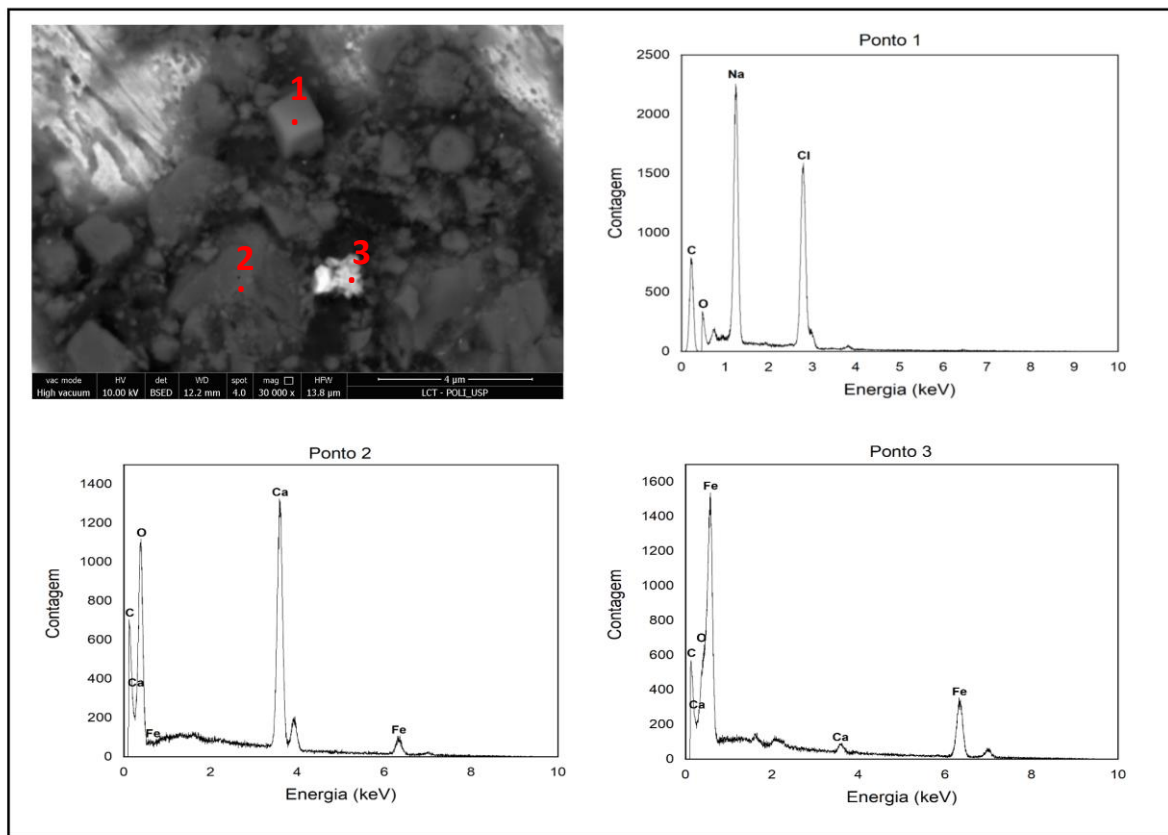 1
2
3
vac mode HV det WD spot mag □ HFW 4 µm
High vacuum 10.00 kV BSED 12.2 mm 4.0 30 000 x 13.8 µm LCT - POLI_USP
Ponto 1
Contagem
2500
2000
1500
1000
500
0
Na
Cl
C
O
0 1 2 3 4 5 6 7 8 9 10
Energia (keV)
Ponto 2
Contagem
1400
1200
1000
800
600
400
200
0
Ca
O
C
Ca
Fe
Fe
0 2 4 6 8 10
Energia (keV)
Ponto 3
Contagem
1600
1400
1200
1000
800
600
400
200
0
Fe
O
C
Ca
Fe
Ca
0 2 4 6 8 10
Energia (keV)